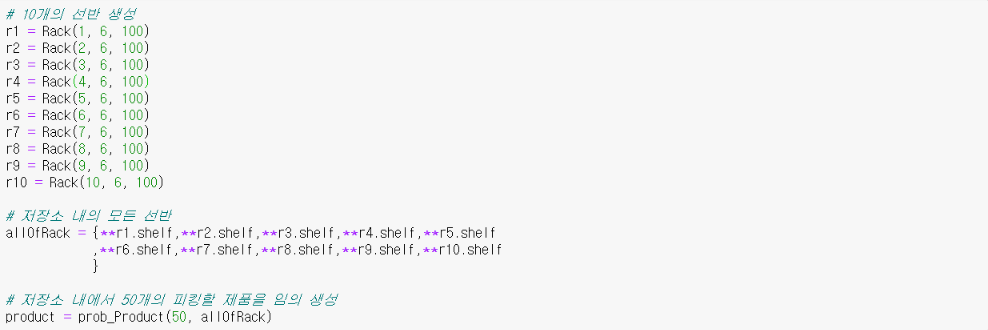 # 10개의 선반 생성
r1 = Rack(1, 6, 100)
r2 = Rack(2, 6, 100)
r3 = Rack(3, 6, 100)
r4 = Rack(4, 6, 100)
r5 = Rack(5, 6, 100)
r6 = Rack(6, 6, 100)
r7 = Rack(7, 6, 100)
r8 = Rack(8, 6, 100)
r9 = Rack(9, 6, 100)
r10 = Rack(10, 6, 100)
# 저장소 내의 모든 선반
allOfRack = {**r1.shelf,**r2.shelf,**r3.shelf,**r4.shelf,**r5.shelf
,**r6.shelf,**r7.shelf,**r8.shelf,**r9.shelf,**r10.shelf
}
# 저장소 내에서 50개의 피킹할 제품을 임의 생성
product = prob_Product(50, allOfRack)